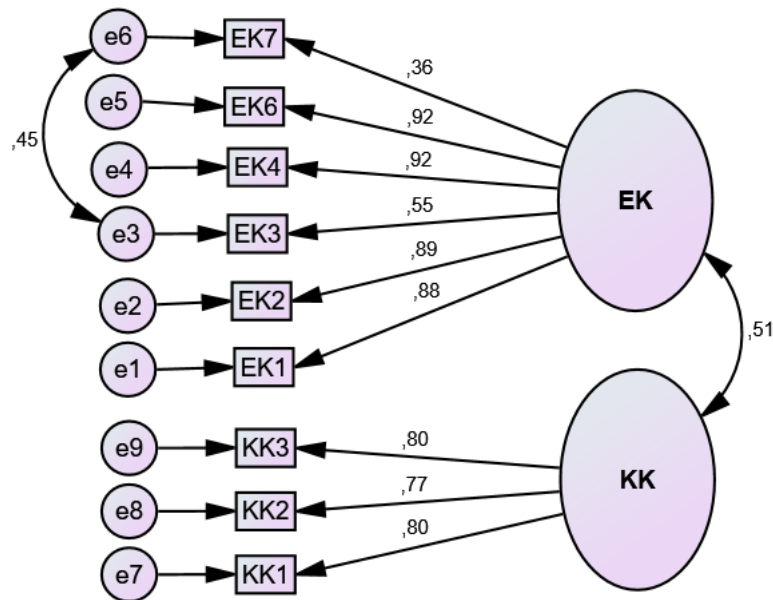 e6 EK7 ,36
e5 EK6 ,92
,45 e4 EK4 ,92 EK
e3 EK3 ,55
e2 EK2 ,89
e1 EK1 ,88
,51
e9 KK3 ,80
e8 KK2 ,77 KK
e7 KK1 ,80